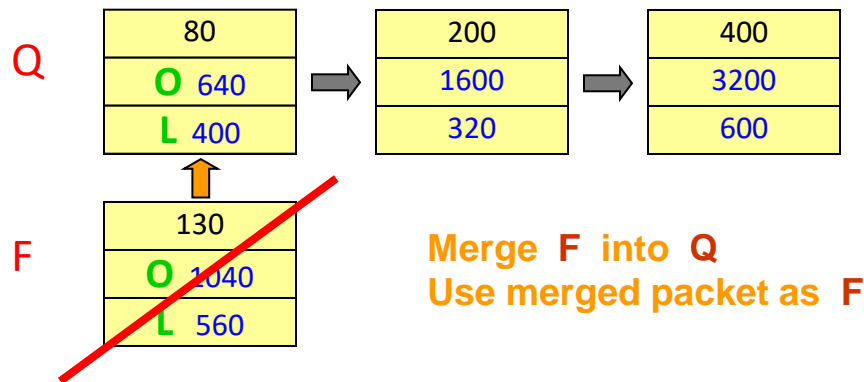 Q
80
O 640
L 400
200
1600
320
400
3200
600
F
130
O 1040
L 560
Merge F into Q
Use merged packet as F